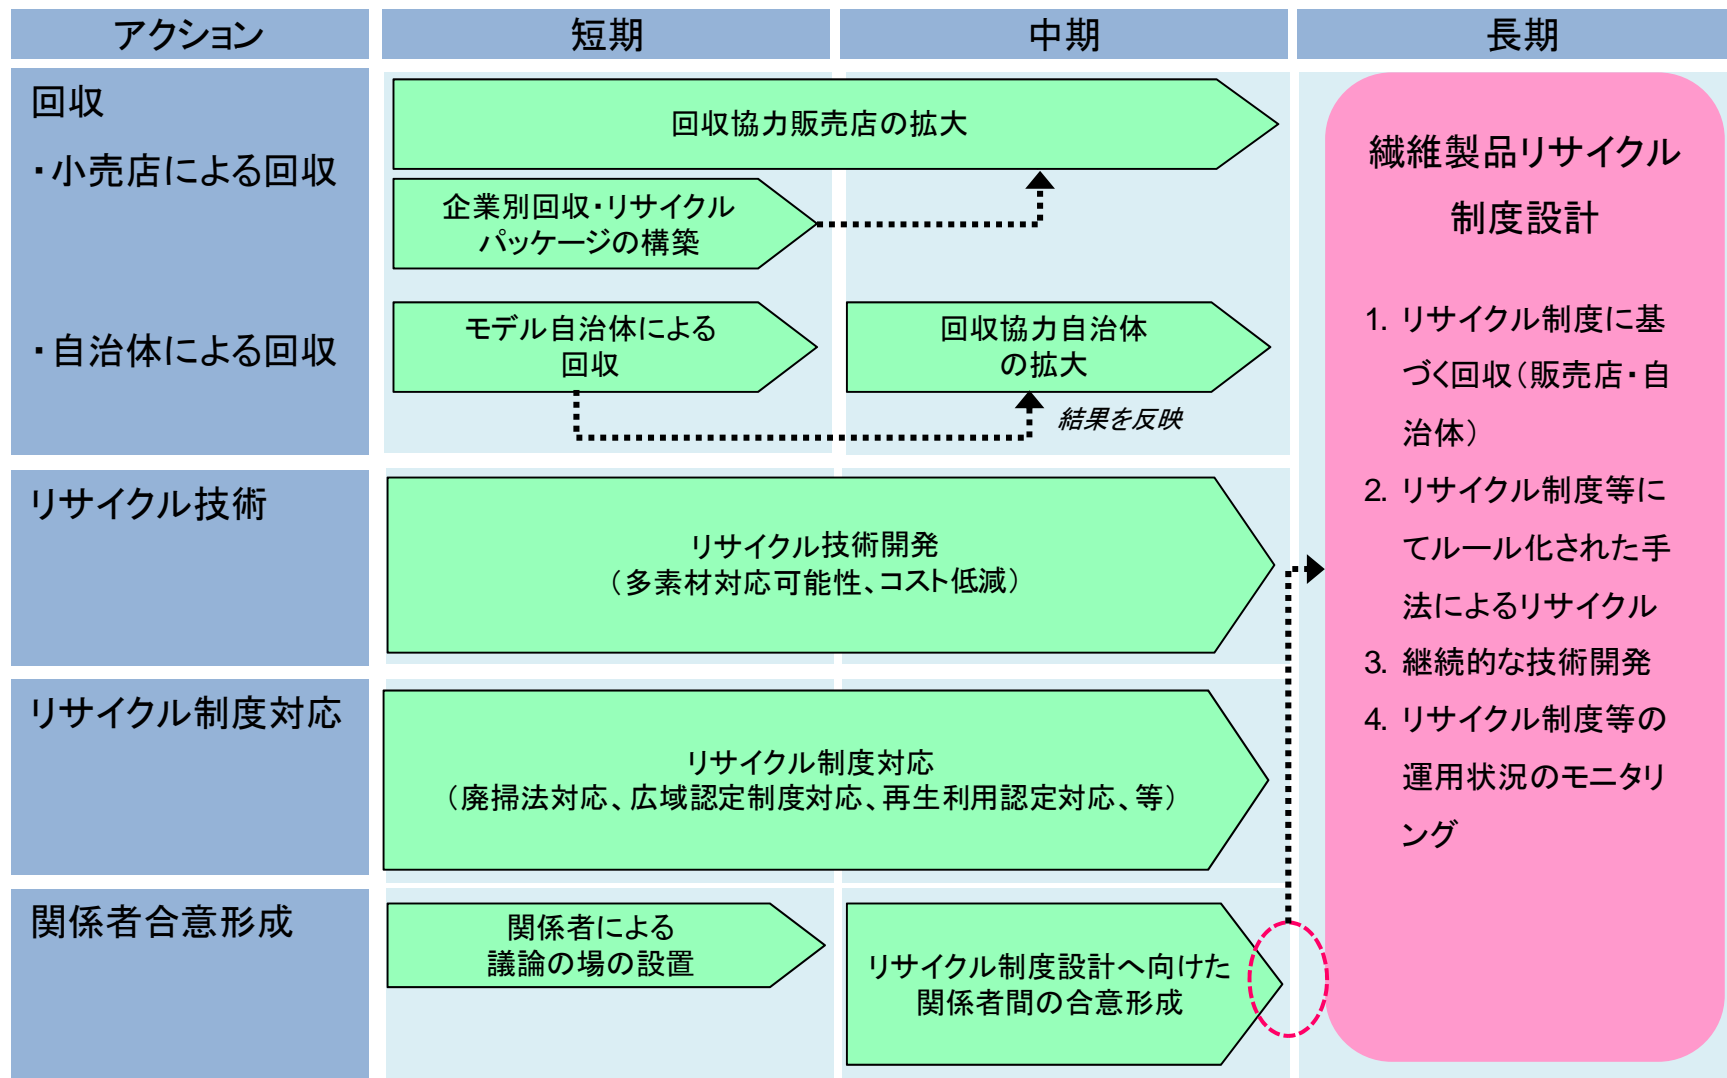 アクション
短期
中期
長期
回収
・小売店による回収
・自治体による回収
回収協力販売店の拡大
企業別回収・リサイクル
パッケージの構築
モデル自治体による
回収
回収協力自治体
の拡大
結果を反映
リサイクル技術
リサイクル技術開発
（多素材対応可能性、コスト低減）
リサイクル制度対応
リサイクル制度対応
（廃掃法対応、広域認定制度対応、再生利用認定対応、等）
関係者合意形成
関係者による
議論の場の設置
リサイクル制度設計へ向けた
関係者間の合意形成
繊維製品リサイクル
制度設計
1. リサイクル制度に基
づく回収（販売店・自
治体）
2. リサイクル制度等に
てルール化された手
法によるリサイクル
3. 継続的な技術開発
4. リサイクル制度等の
運用状況のモニタリ
ング